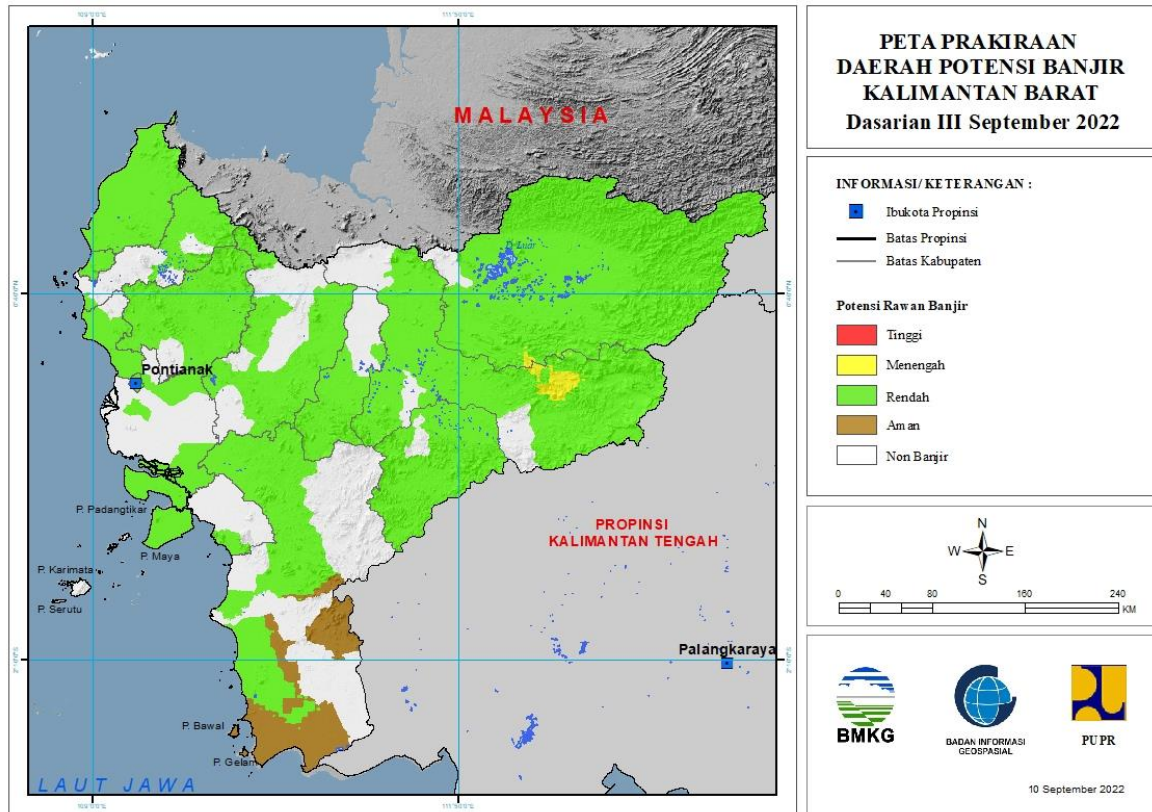 PETA PRAKIRAAN
DAERAH POTENSI BANJIR
KALIMANTAN BARAT
Dasarian III September 2022
INFORMASI/ KETERANGAN :
Ibukota Propinsi
Batas Propinsi
Batas Kabupaten
Potensi Rawan Banjir
Tinggi
Menengah
Rendah
Aman
Non Banjir
N
W E
S
0 40 80 160 240
KM
BMKG
BADAN INFORMASI
GEOSPASIAL
PUPR
10 September 2022
MALAYSIA
Pontianak
P. Padangtikar
P. Maya
P. Karimata
P. Serutu
PROPINSI
KALIMANTAN TENGAH
Palangkaraya
P. Bawal
P. Gelam
LAUT JAWA